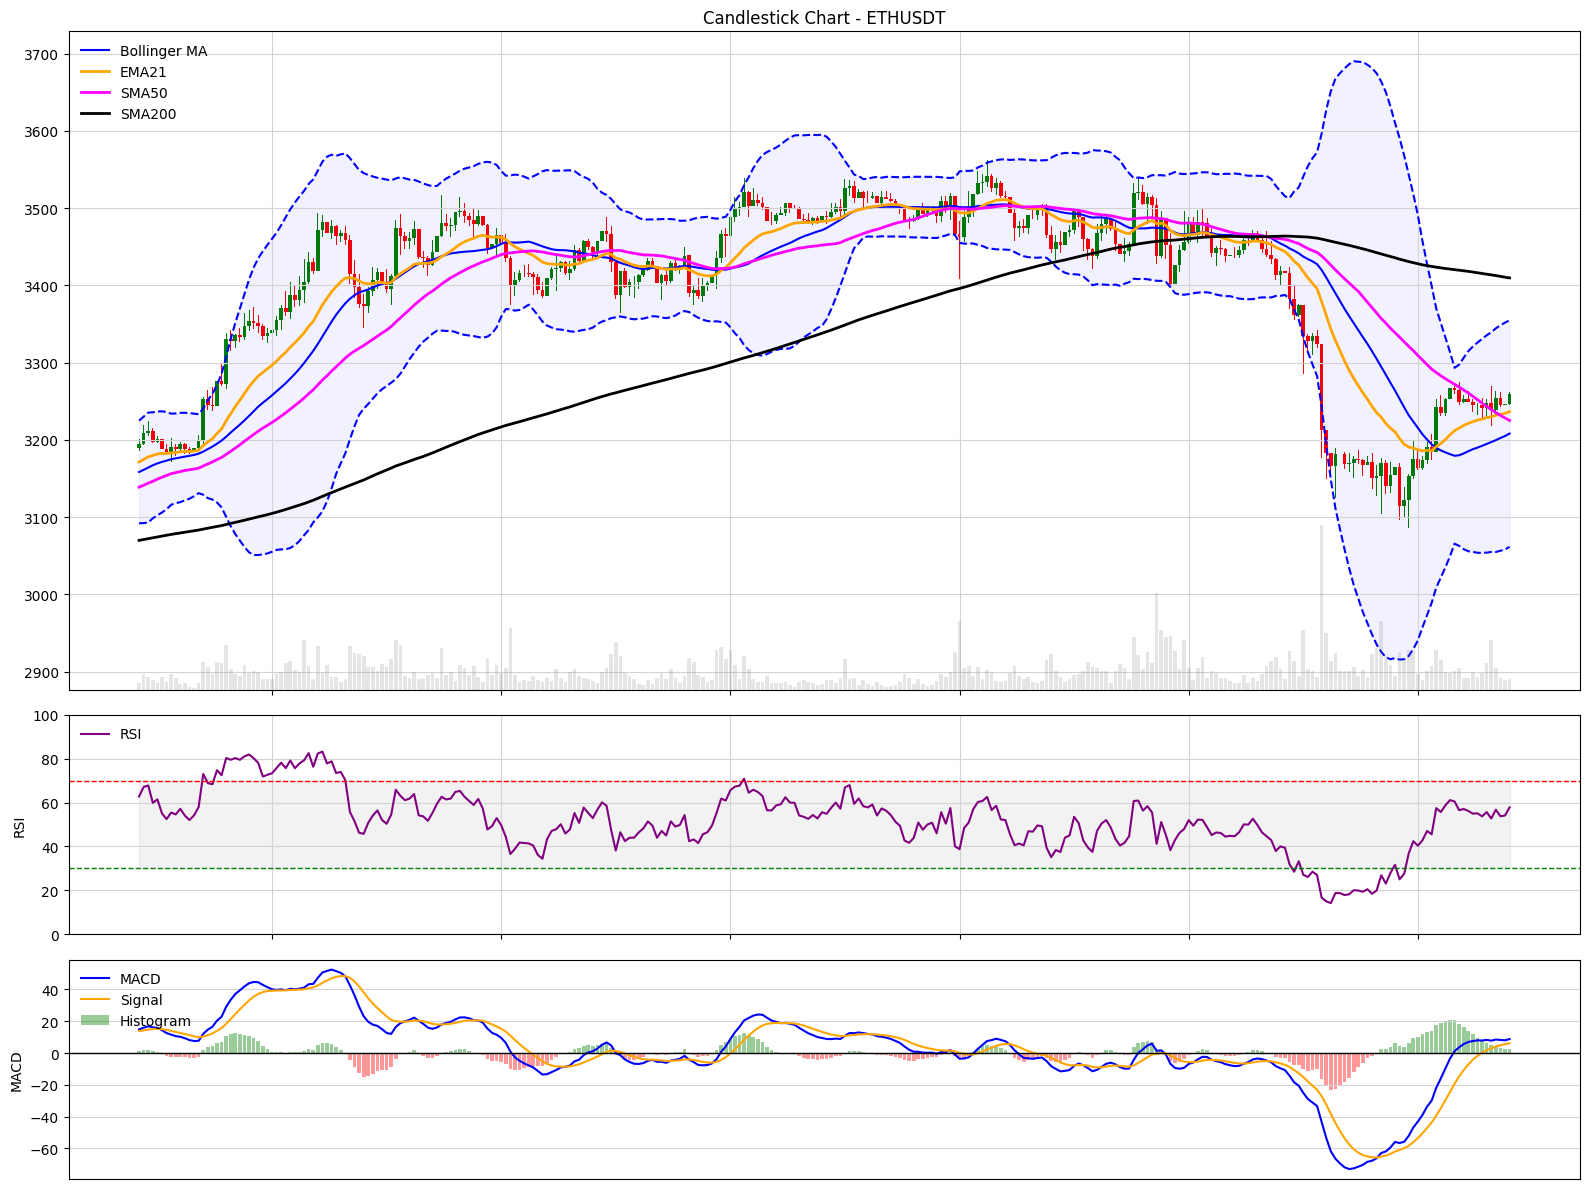 Candlestick Chart - ETHUSDT
Bollinger MA
EMA21
SMA50
SMA200
3700
3600
3500
3400
3300
3200
3100
3000
2900
RSI
RSI
100
80
60
40
20
0
MACD
Signal
Histogram
MACD
40
20
0
−20
−40
−60